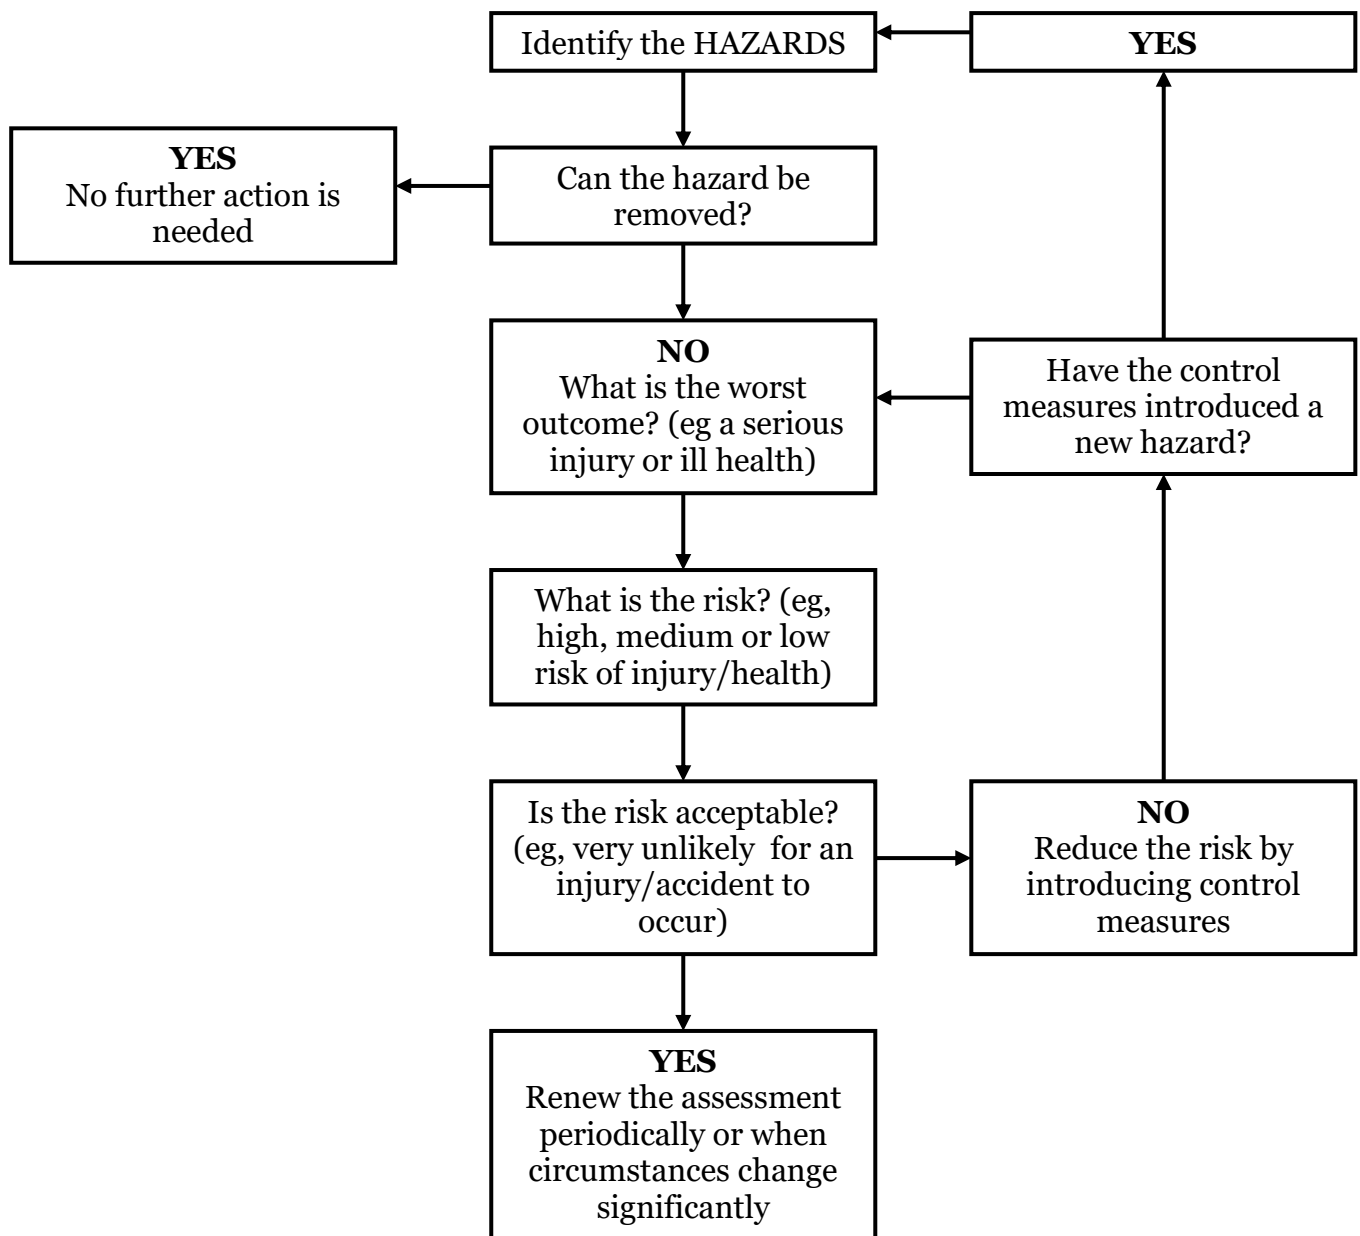 Identify the HAZARDS
YES
YES
No further action is
needed
Can the hazard be
removed?
NO
What is the worst
outcome? (eg a serious
injury or ill health)
Have the control
measures introduced a
new hazard?
What is the risk? (eg,
high, medium or low
risk of injury/health)
Is the risk acceptable?
(eg, very unlikely  for an
injury/accident to
occur)
NO
Reduce the risk by
introducing control
measures
YES
Renew the assessment
periodically or when
circumstances change
significantly